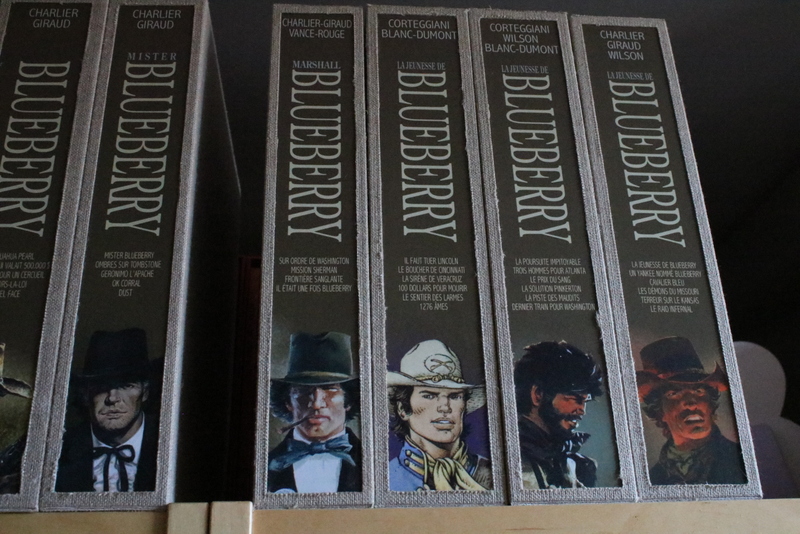 CHARLIER
GIRAUD
BLUEBERRY
CHARLIER
GIRAUD
MISTER
BLUEBERRY
MISTER BLUEBERRY
OMBRES SUR TOMBSTONE
GERONIMO L'APACHE
OK CORRAL
DUST
CHARLIER-GIRAUD
VANCE-ROUGE
MARSHALL
BLUEBERRY
SUR ORDRE DE WASHINGTON
MISSION SHERMAN
FRONTIÈRE SANGLANTE
IL ÉTAIT UNE FOIS BLUEBERRY
CORTEGGIANI
BLANC-DUMONT
LA JEUNESSE DE
BLUEBERRY
IL FAUT TUER LINCOLN
LE BOUCHER DE CINCINNATI
LA SIRÈNE DE VERACRUZ
100 DOLLARS POUR MOURIR
LE SENTIER DES LARMES
1276 ÂMES
CORTEGGIANI
WILSON
BLANC-DUMONT
LA JEUNESSE DE
BLUEBERRY
LA POURSUITE IMPITOYABLE
TROIS HOMMES POUR ATLANTA
LE PRIX DU SANG
LA SOLUTION PINKERTON
LA PISTE DES MAUDITS
DERNIER TRAIN POUR WASHINGTON
CHARLIER
GIRAUD
WILSON
LA JEUNESSE DE
BLUEBERRY
LA JEUNESSE DE BLUEBERRY
UN YANKEE NOMMÉ BLUEBERRY
CAVALIER BLEU
LES DÉMONS DU MISSOURI
TERREUR SUR LE KANSAS
LE RAID INFERNAL